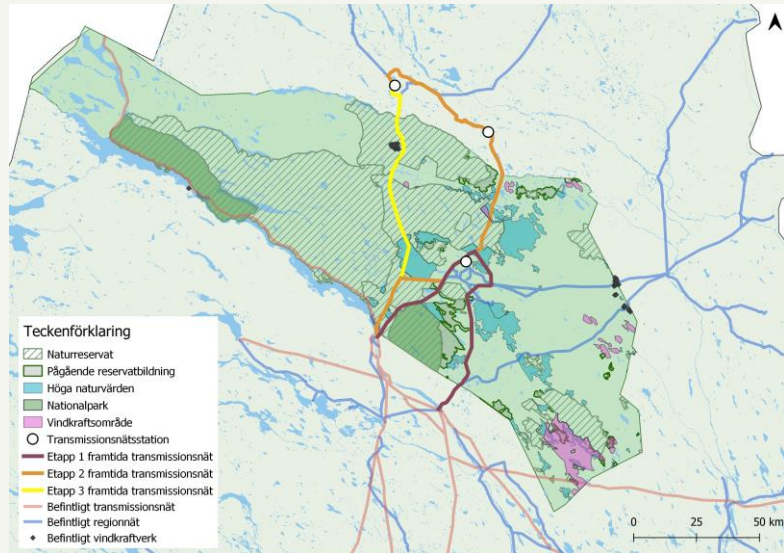 Teckenförklaring
Naturreservat
Pågående reservatbildning
Höga naturvärden
Nationalpark
Vindkraftsområde
Transmissionsnätsstation
Etapp 1 framtida transmissionsnät
Etapp 2 framtida transmissionsnät
Etapp 3 framtida transmissionsnät
Befintligt transmissionsnät
Befintligt regionnät
Befintligt vindkraftverk
0 25 50 km